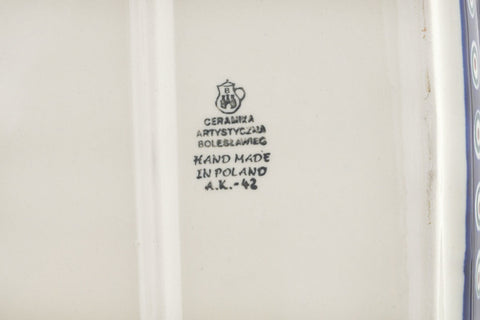 B
CERAMIKA
ARTYSTYCZNA
BOLESŁAWIEC
HAND MADE
IN POLAND
A.K.-42